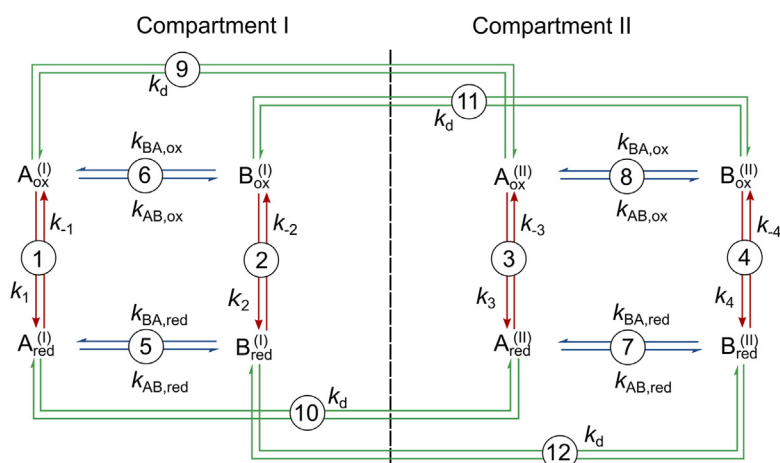 Compartment I Compartment II
9
k_d
11
k_d
k_BA,ox k_BA,ox
A_ox^(I) 6 B_ox^(I) A_ox^(II) 8 B_ox^(II)
k_AB,ox k_AB,ox
k_-1 k_-2 k_-3 k_-4
1 2 3 4
k_1 k_2 k_3 k_4
k_BA,red k_BA,red
A_red^(I) 5 B_red^(I) A_red^(II) 7 B_red^(II)
k_AB,red k_AB,red
10 k_d
12 k_d